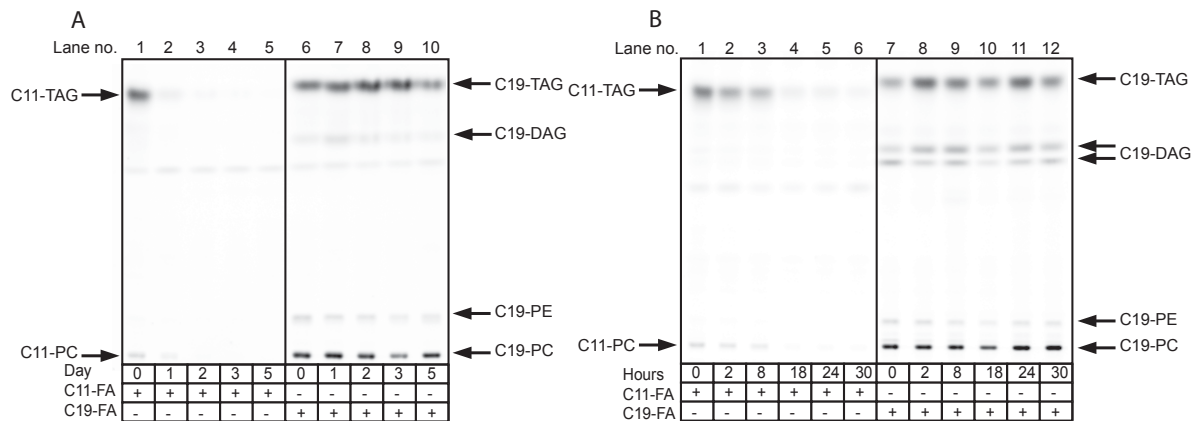 A
Lane no. 1 2 3 4 5 6 7 8 9 10
C11-TAG
C19-TAG
C19-DAG
C19-PE
C11-PC
C19-PC
Day 0 1 2 3 5 0 1 2 3 5
C11-FA + + + + + - - - - -
C19-FA - - - - - + + + + +
B
Lane no. 1 2 3 4 5 6 7 8 9 10 11 12
C11-TAG
C19-TAG
C19-DAG
C19-PE
C11-PC
C19-PC
Hours 0 2 8 18 24 30 0 2 8 18 24 30
C11-FA + + + + + + - - - - - -
C19-FA - - - - - - + + + + + +